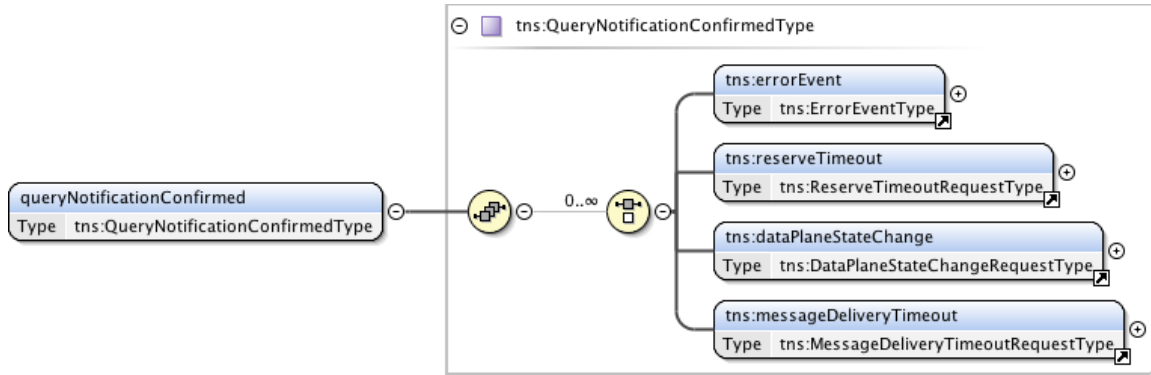 tns:QueryNotificationConfirmedType
tns:errorEvent
Type tns:ErrorEventType
tns:reserveTimeout
Type tns:ReserveTimeoutRequestType
queryNotificationConfirmed
Type tns:QueryNotificationConfirmedType
0..∞
tns:dataPlaneStateChange
Type tns:DataPlaneStateChangeRequestType
tns:messageDeliveryTimeout
Type tns:MessageDeliveryTimeoutRequestType